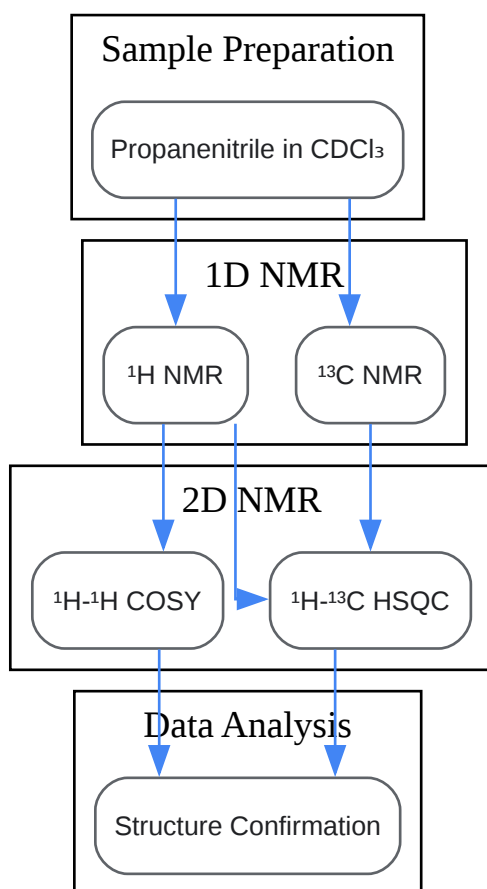 Sample Preparation
Propanenitrile in CDCl₃
1D NMR
¹H NMR
¹³C NMR
2D NMR
¹H-¹H COSY
¹H-¹³C HSQC
Data Analysis
Structure Confirmation